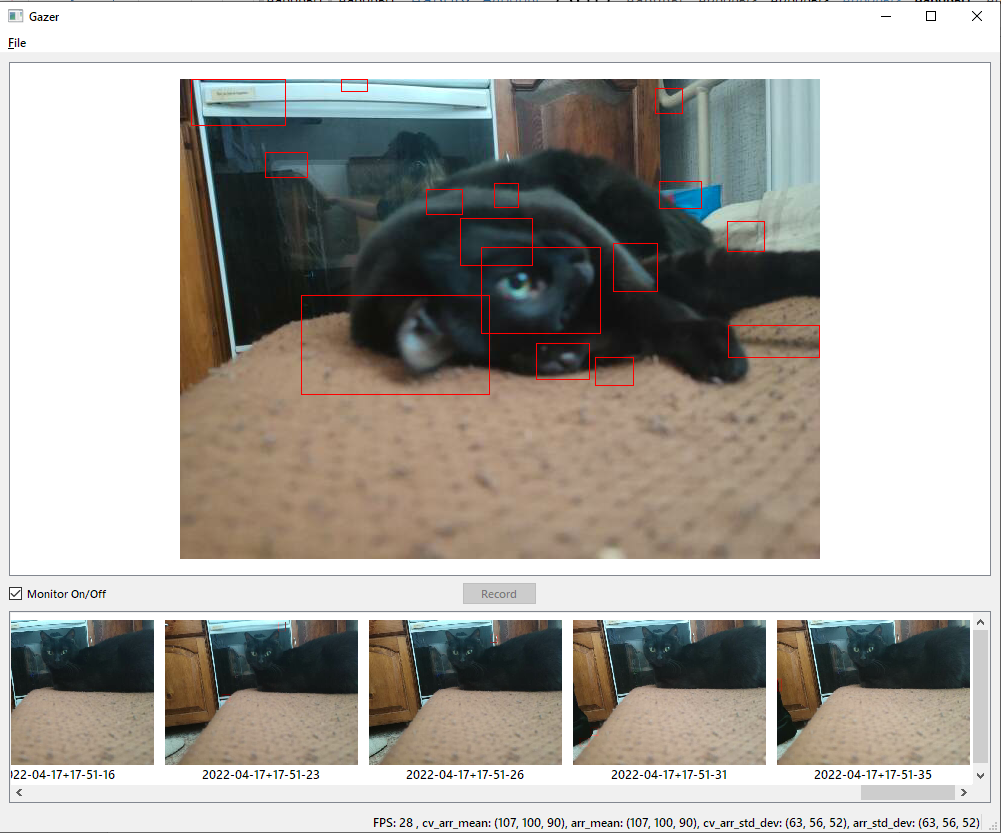 Gazer
File
Monitor On/Off
Record
22-04-17+17-51-16
2022-04-17+17-51-23
2022-04-17+17-51-26
2022-04-17+17-51-31
2022-04-17+17-51-35
FPS: 28 , cv_arr_mean: (107, 100, 90), arr_mean: (107, 100, 90), cv_arr_std_dev: (63, 56, 52), arr_std_dev: (63, 56, 52)